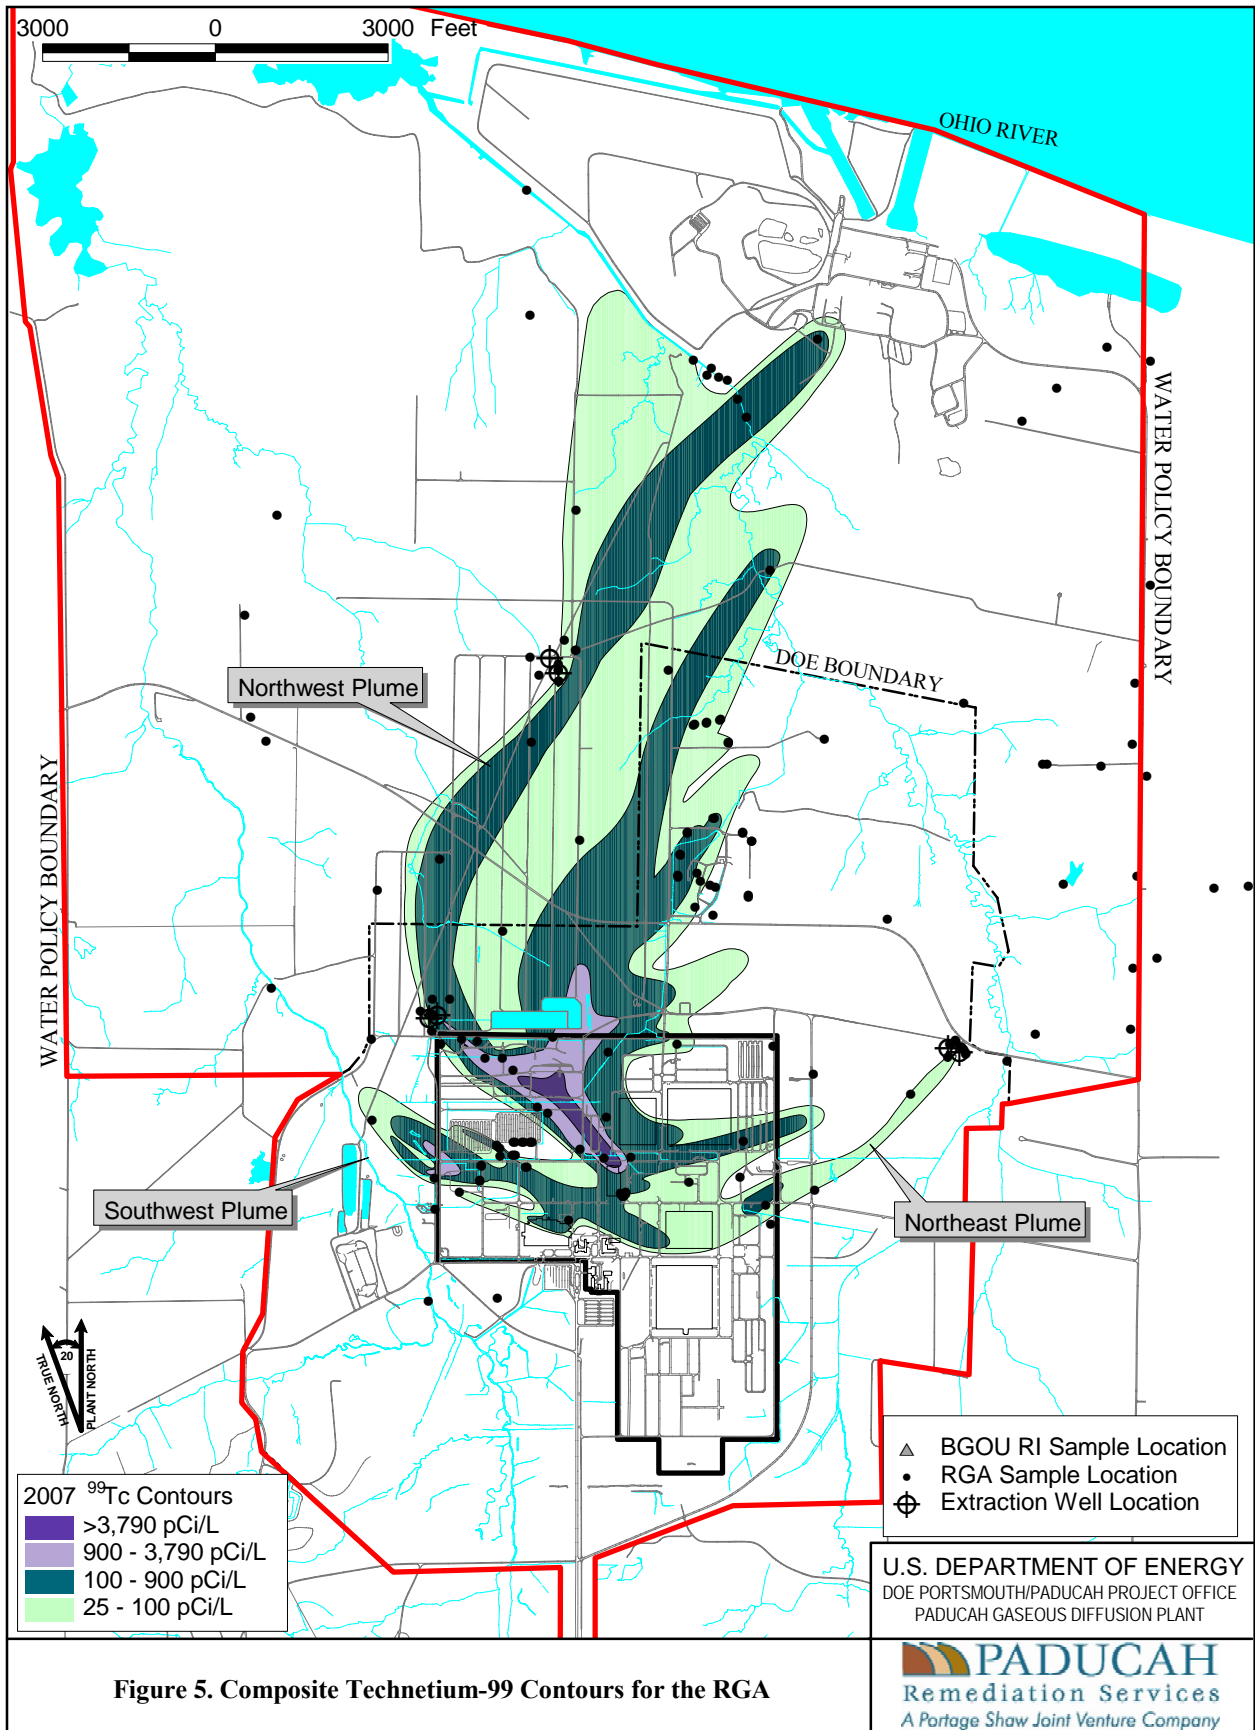 3000 0 3000 Feet
OHIO RIVER
WATER POLICY BOUNDARY
DOE BOUNDARY
Northwest Plume
WATER POLICY BOUNDARY
Southwest Plume
Northeast Plume
20
TRUE NORTH
PLANT NORTH
BGOU RI Sample Location
RGA Sample Location
Extraction Well Location
2007 99Tc Contours
>3,790 pCi/L
900 - 3,790 pCi/L
100 - 900 pCi/L
25 - 100 pCi/L
U.S. DEPARTMENT OF ENERGY
DOE PORTSMOUTH/PADUCAH PROJECT OFFICE
PADUCAH GASEOUS DIFFUSION PLANT
Figure 5. Composite Technetium-99 Contours for the RGA
PADUCAH
Remediation Services
A Portage Shaw Joint Venture Company